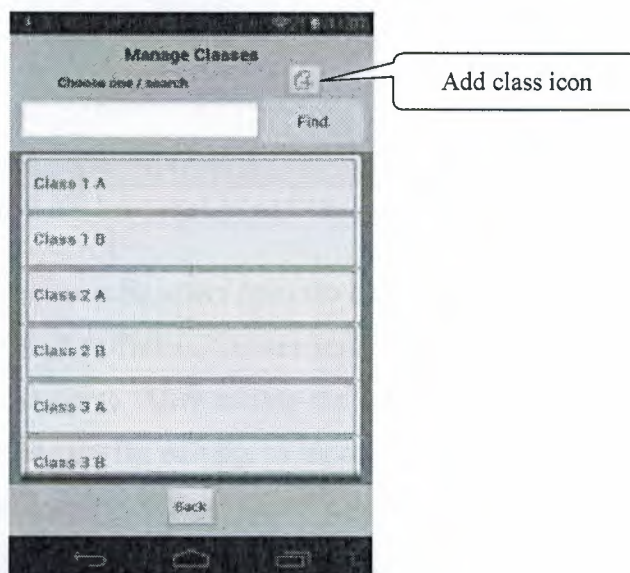 Manage Classes
Choose one / search
Add class icon
Find
Class 1 A
Class 1 B
Class 2 A
Class 2 B
Class 3 A
Class 3 B
Back